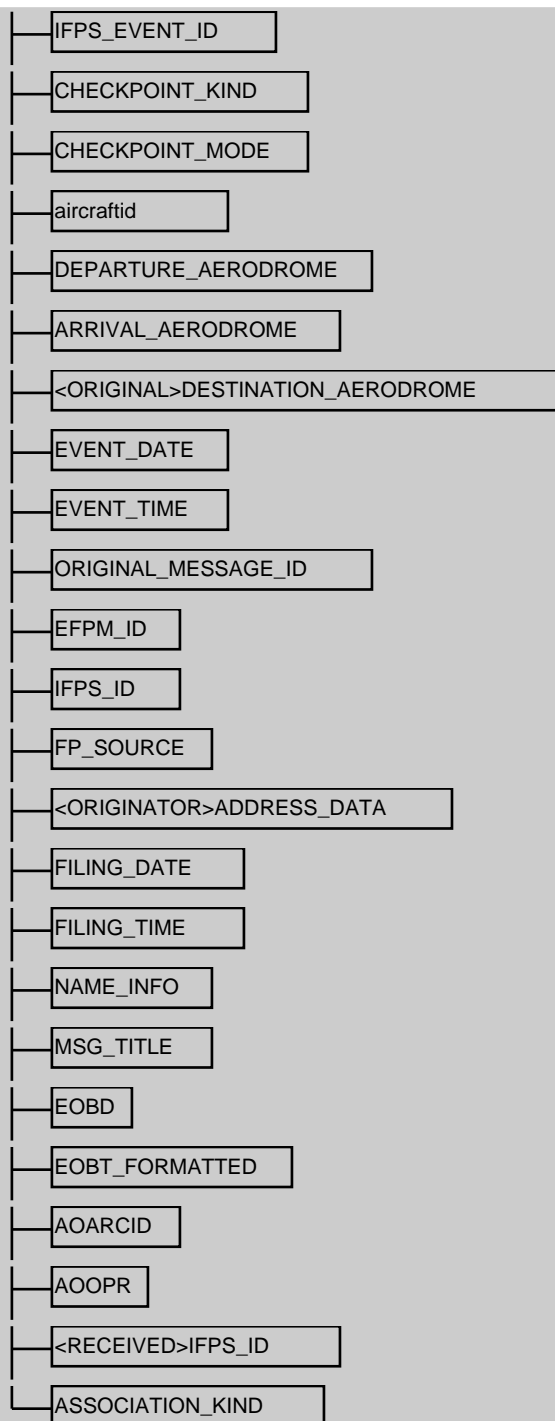 IFPS_EVENT_ID
CHECKPOINT_KIND
CHECKPOINT_MODE
aircraftid
DEPARTURE_AERODROME
ARRIVAL_AERODROME
<ORIGINAL>DESTINATION_AERODROME
EVENT_DATE
EVENT_TIME
ORIGINAL_MESSAGE_ID
EFPM_ID
IFPS_ID
FP_SOURCE
<ORIGINATOR>ADDRESS_DATA
FILING_DATE
FILING_TIME
NAME_INFO
MSG_TITLE
EOBD
EOBT_FORMATTED
AOARCID
AOOPR
<RECEIVED>IFPS_ID
ASSOCIATION_KIND